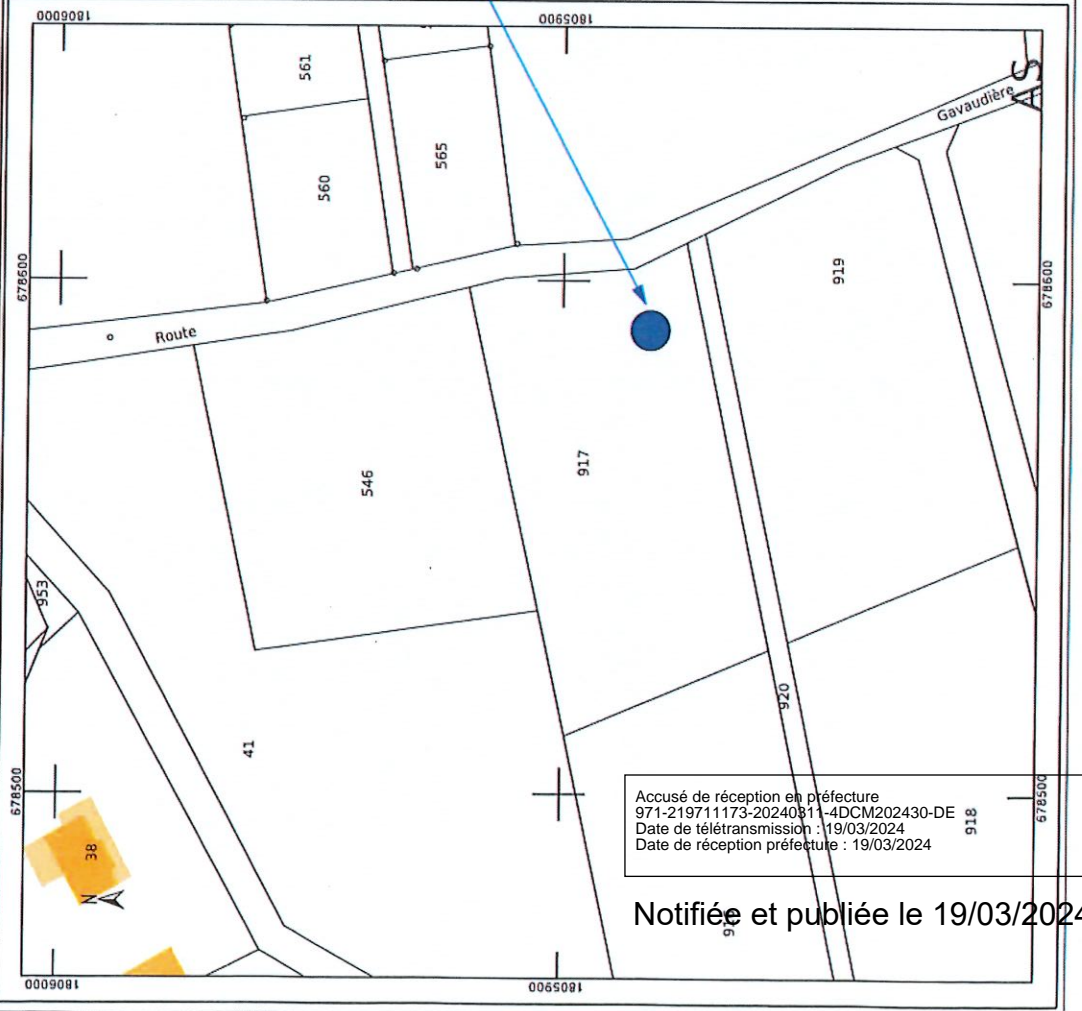 1806000
1805900
678600
561
560
565
Gavaudière
AS
Route
919
678600
546
917
953
41
920
678500
38
N
918
678500
Accusé de réception en préfecture
971-219711173-20240311-4DCM202430-DE
Date de télétransmission : 19/03/2024
Date de réception préfecture : 19/03/2024
Notifiée et publiée le 19/03/2024
1806000
1805900